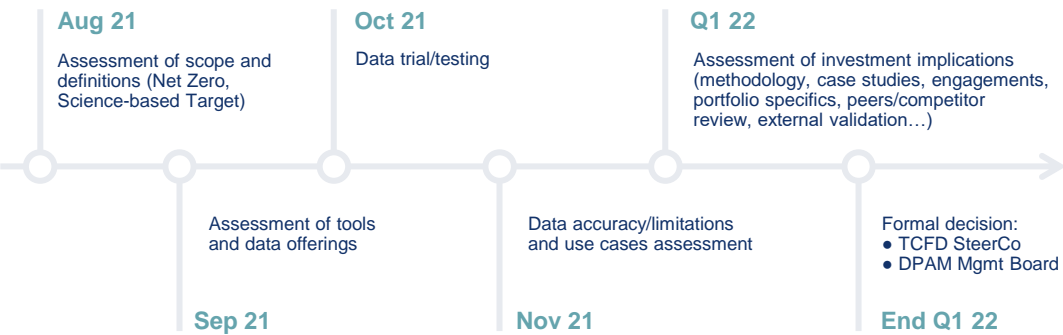 Aug 21
Assessment of scope and
definitions (Net Zero,
Science-based Target)
Oct 21
Data trial/testing
Q1 22
Assessment of investment implications
(methodology, case studies, engagements,
portfolio specifics, peers/competitor
review, external validation…)
Assessment of tools
and data offerings
Sep 21
Data accuracy/limitations
and use cases assessment
Nov 21
Formal decision:
● TCFD SteerCo
● DPAM Mgmt Board
End Q1 22